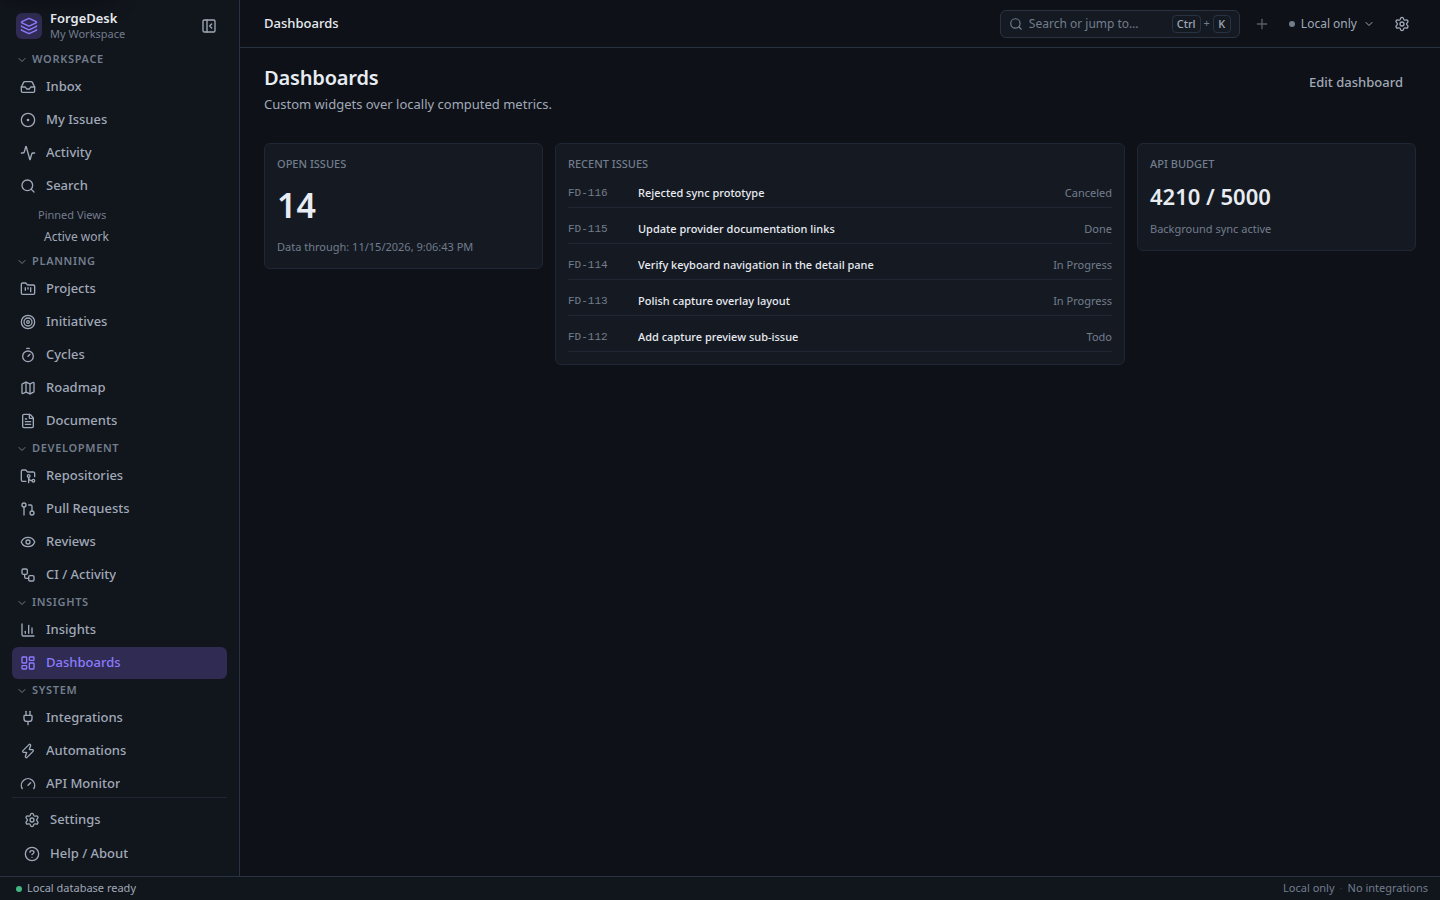 ForgeDesk
My Workspace
WORKSPACE
Inbox
My Issues
Activity
Search
Pinned Views
Active work
PLANNING
Projects
Initiatives
Cycles
Roadmap
Documents
DEVELOPMENT
Repositories
Pull Requests
Reviews
CI / Activity
INSIGHTS
Insights
Dashboards
SYSTEM
Integrations
Automations
API Monitor
Settings
Help / About
Dashboards
Search or jump to... Ctrl + K
Local only
Dashboards
Custom widgets over locally computed metrics.
Edit dashboard
OPEN ISSUES
14
Data through: 11/15/2026, 9:06:43 PM
RECENT ISSUES
FD-116 Rejected sync prototype Canceled
FD-115 Update provider documentation links Done
FD-114 Verify keyboard navigation in the detail pane In Progress
FD-113 Polish capture overlay layout In Progress
FD-112 Add capture preview sub-issue Todo
API BUDGET
4210 / 5000
Background sync active
Local database ready
Local only · No integrations